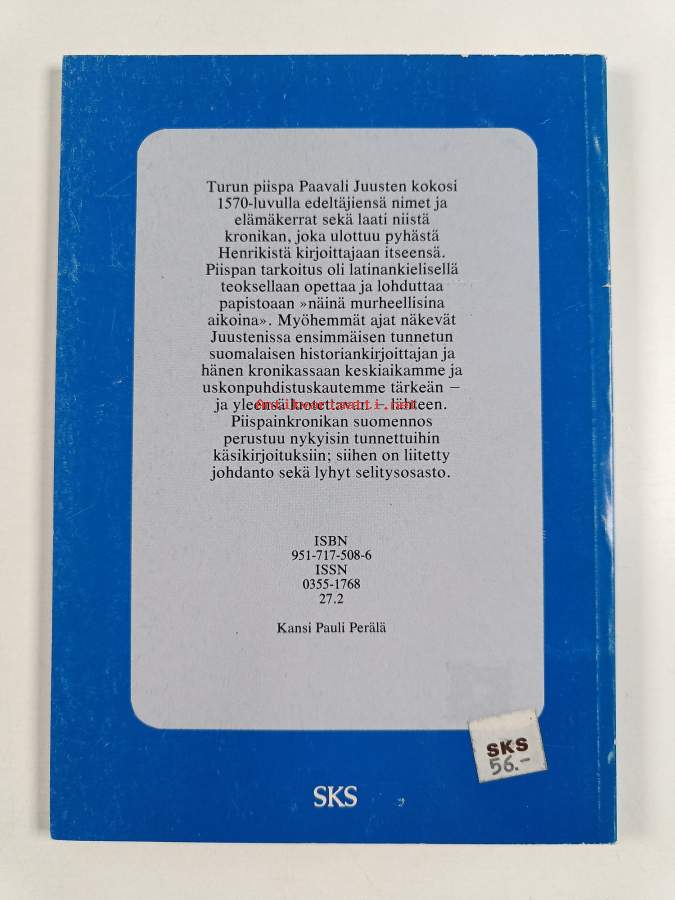 Turun piispa Paavali Juusten kokosi
1570-luvulla edeltäjiensä nimet ja
elämäkerrat sekä laati niistä
kronikan, joka ulottuu pyhästä
Henrikistä kirjoittajaan itseensä.
Piispan tarkoitus oli latinankielisellä
teoksellaan opettaa ja lohduttaa
papistoaan »näinä murheellisina
aikoina». Myöhemmät ajat näkevät
Juustenissa ensimmäisen tunnetun
suomalaisen historiankirjoittajan ja
hänen kronikassaan keskiaikamme ja
uskonpuhdistuskautemme tärkeän –
ja yleensä luotettavan – lähteen.
Piispainkronikan suomennos
perustuu nykyisin tunnettuihin
käsikirjoituksiin; siihen on liitetty
johdanto sekä lyhyt selitysosasto.
ISBN
951-717-508-6
ISSN
0355-1768
27.2
Kansi Pauli Perälä
SKS
56.-
SKS